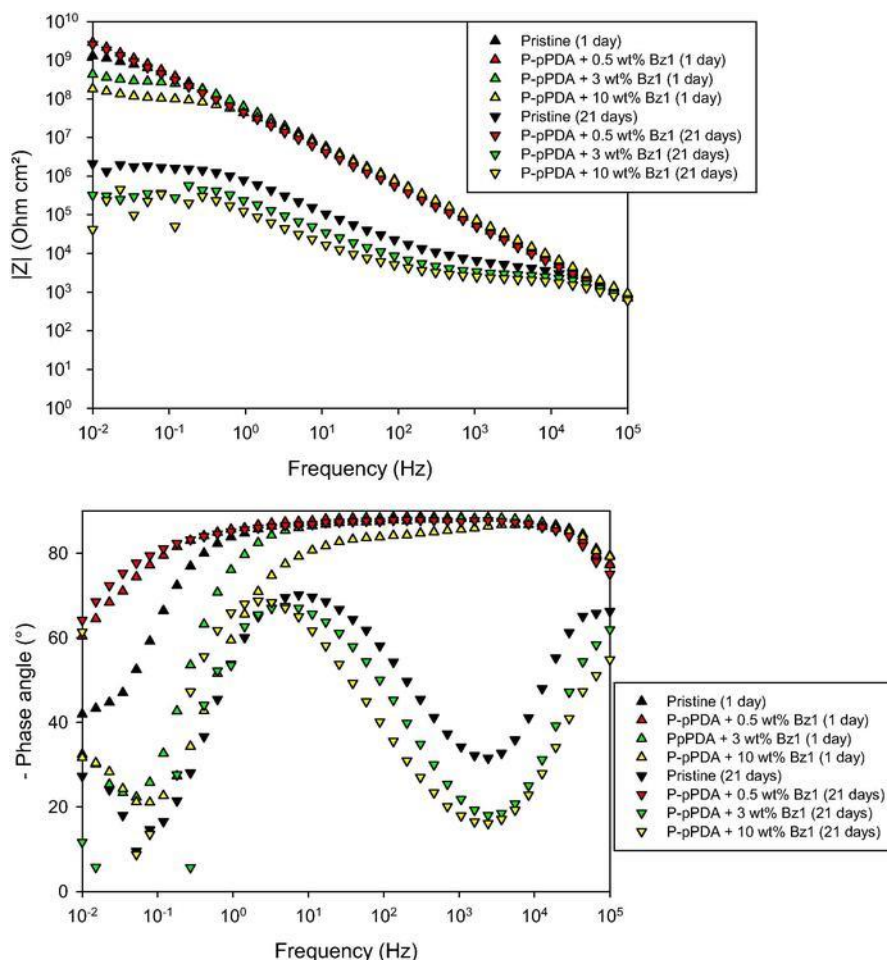 10¹⁰
10⁹
10⁸
10⁷
10⁶
10⁵
10⁴
10³
10²
10¹
10⁰
|Z| (Ohm cm²)
10⁻² 10⁻¹ 10⁰ 10¹ 10² 10³ 10⁴ 10⁵
Frequency (Hz)
Pristine (1 day)
P-pPDA + 0.5 wt% Bz1 (1 day)
P-pPDA + 3 wt% Bz1 (1 day)
P-pPDA + 10 wt% Bz1 (1 day)
Pristine (21 days)
P-pPDA + 0.5 wt% Bz1 (21 days)
P-pPDA + 3 wt% Bz1 (21 days)
P-pPDA + 10 wt% Bz1 (21 days)
80
60
40
20
0
- Phase angle (°)
10⁻² 10⁻¹ 10⁰ 10¹ 10² 10³ 10⁴ 10⁵
Frequency (Hz)
Pristine (1 day)
P-pPDA + 0.5 wt% Bz1 (1 day)
PpPDA + 3 wt% Bz1 (1 day)
P-pPDA + 10 wt% Bz1 (1 day)
Pristine (21 days)
P-pPDA + 0.5 wt% Bz1 (21 days)
P-pPDA + 3 wt% Bz1 (21 days)
P-pPDA + 10 wt% Bz1 (21 days)